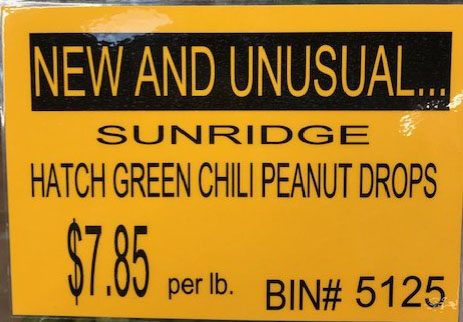 NEW AND UNUSUAL...
SUNRIDGE
HATCH GREEN CHILI PEANUT DROPS
$7.85 per lb. BIN# 5125